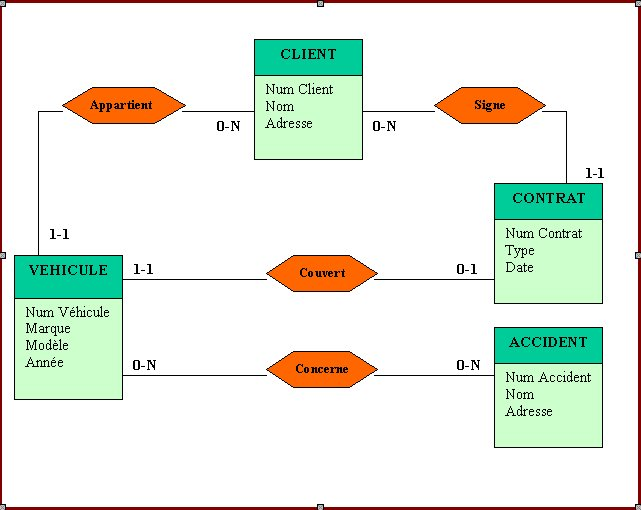 CLIENT
Num Client
Nom
Adresse
Appartient
0-N
0-N
Signe
1-1
1-1
CONTRAT
Num Contrat
Type
Date
VEHICULE
Num Véhicule
Marque
Modèle
Année
1-1
Couvert
0-1
0-N
Concerne
0-N
ACCIDENT
Num Accident
Nom
Adresse